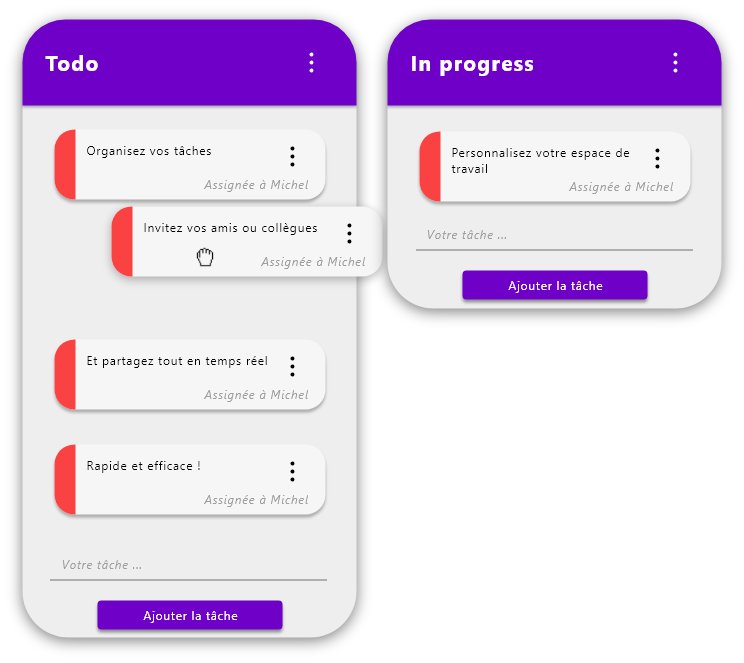 Todo
Organisez vos tâches
Assignée à Michel
Invitez vos amis ou collègues
Assignée à Michel
Et partagez tout en temps réel
Assignée à Michel
Rapide et efficace !
Assignée à Michel
Votre tâche ...
Ajouter la tâche
In progress
Personnalisez votre espace de
travail
Assignée à Michel
Votre tâche ...
Ajouter la tâche